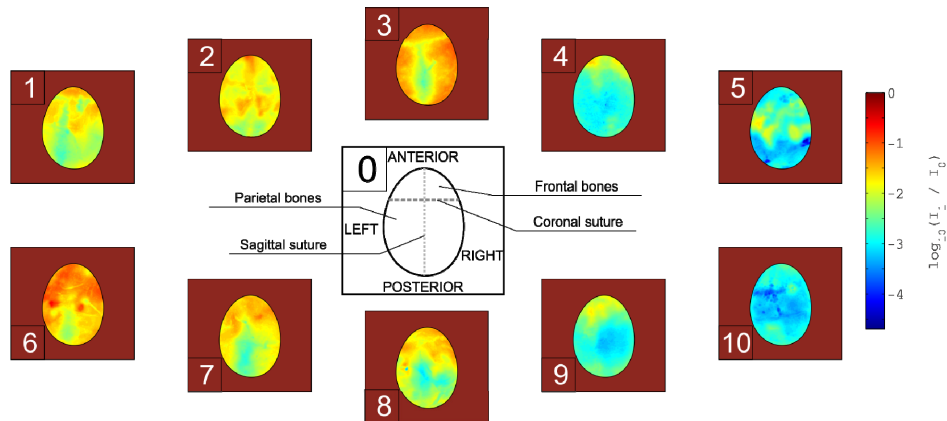 1
2
3
4
5
0
ANTERIOR
Parietal bones
Frontal bones
LEFT
Coronal suture
Sagittal suture
RIGHT
POSTERIOR
6
7
8
9
10
0
-1
-2
-3
-4